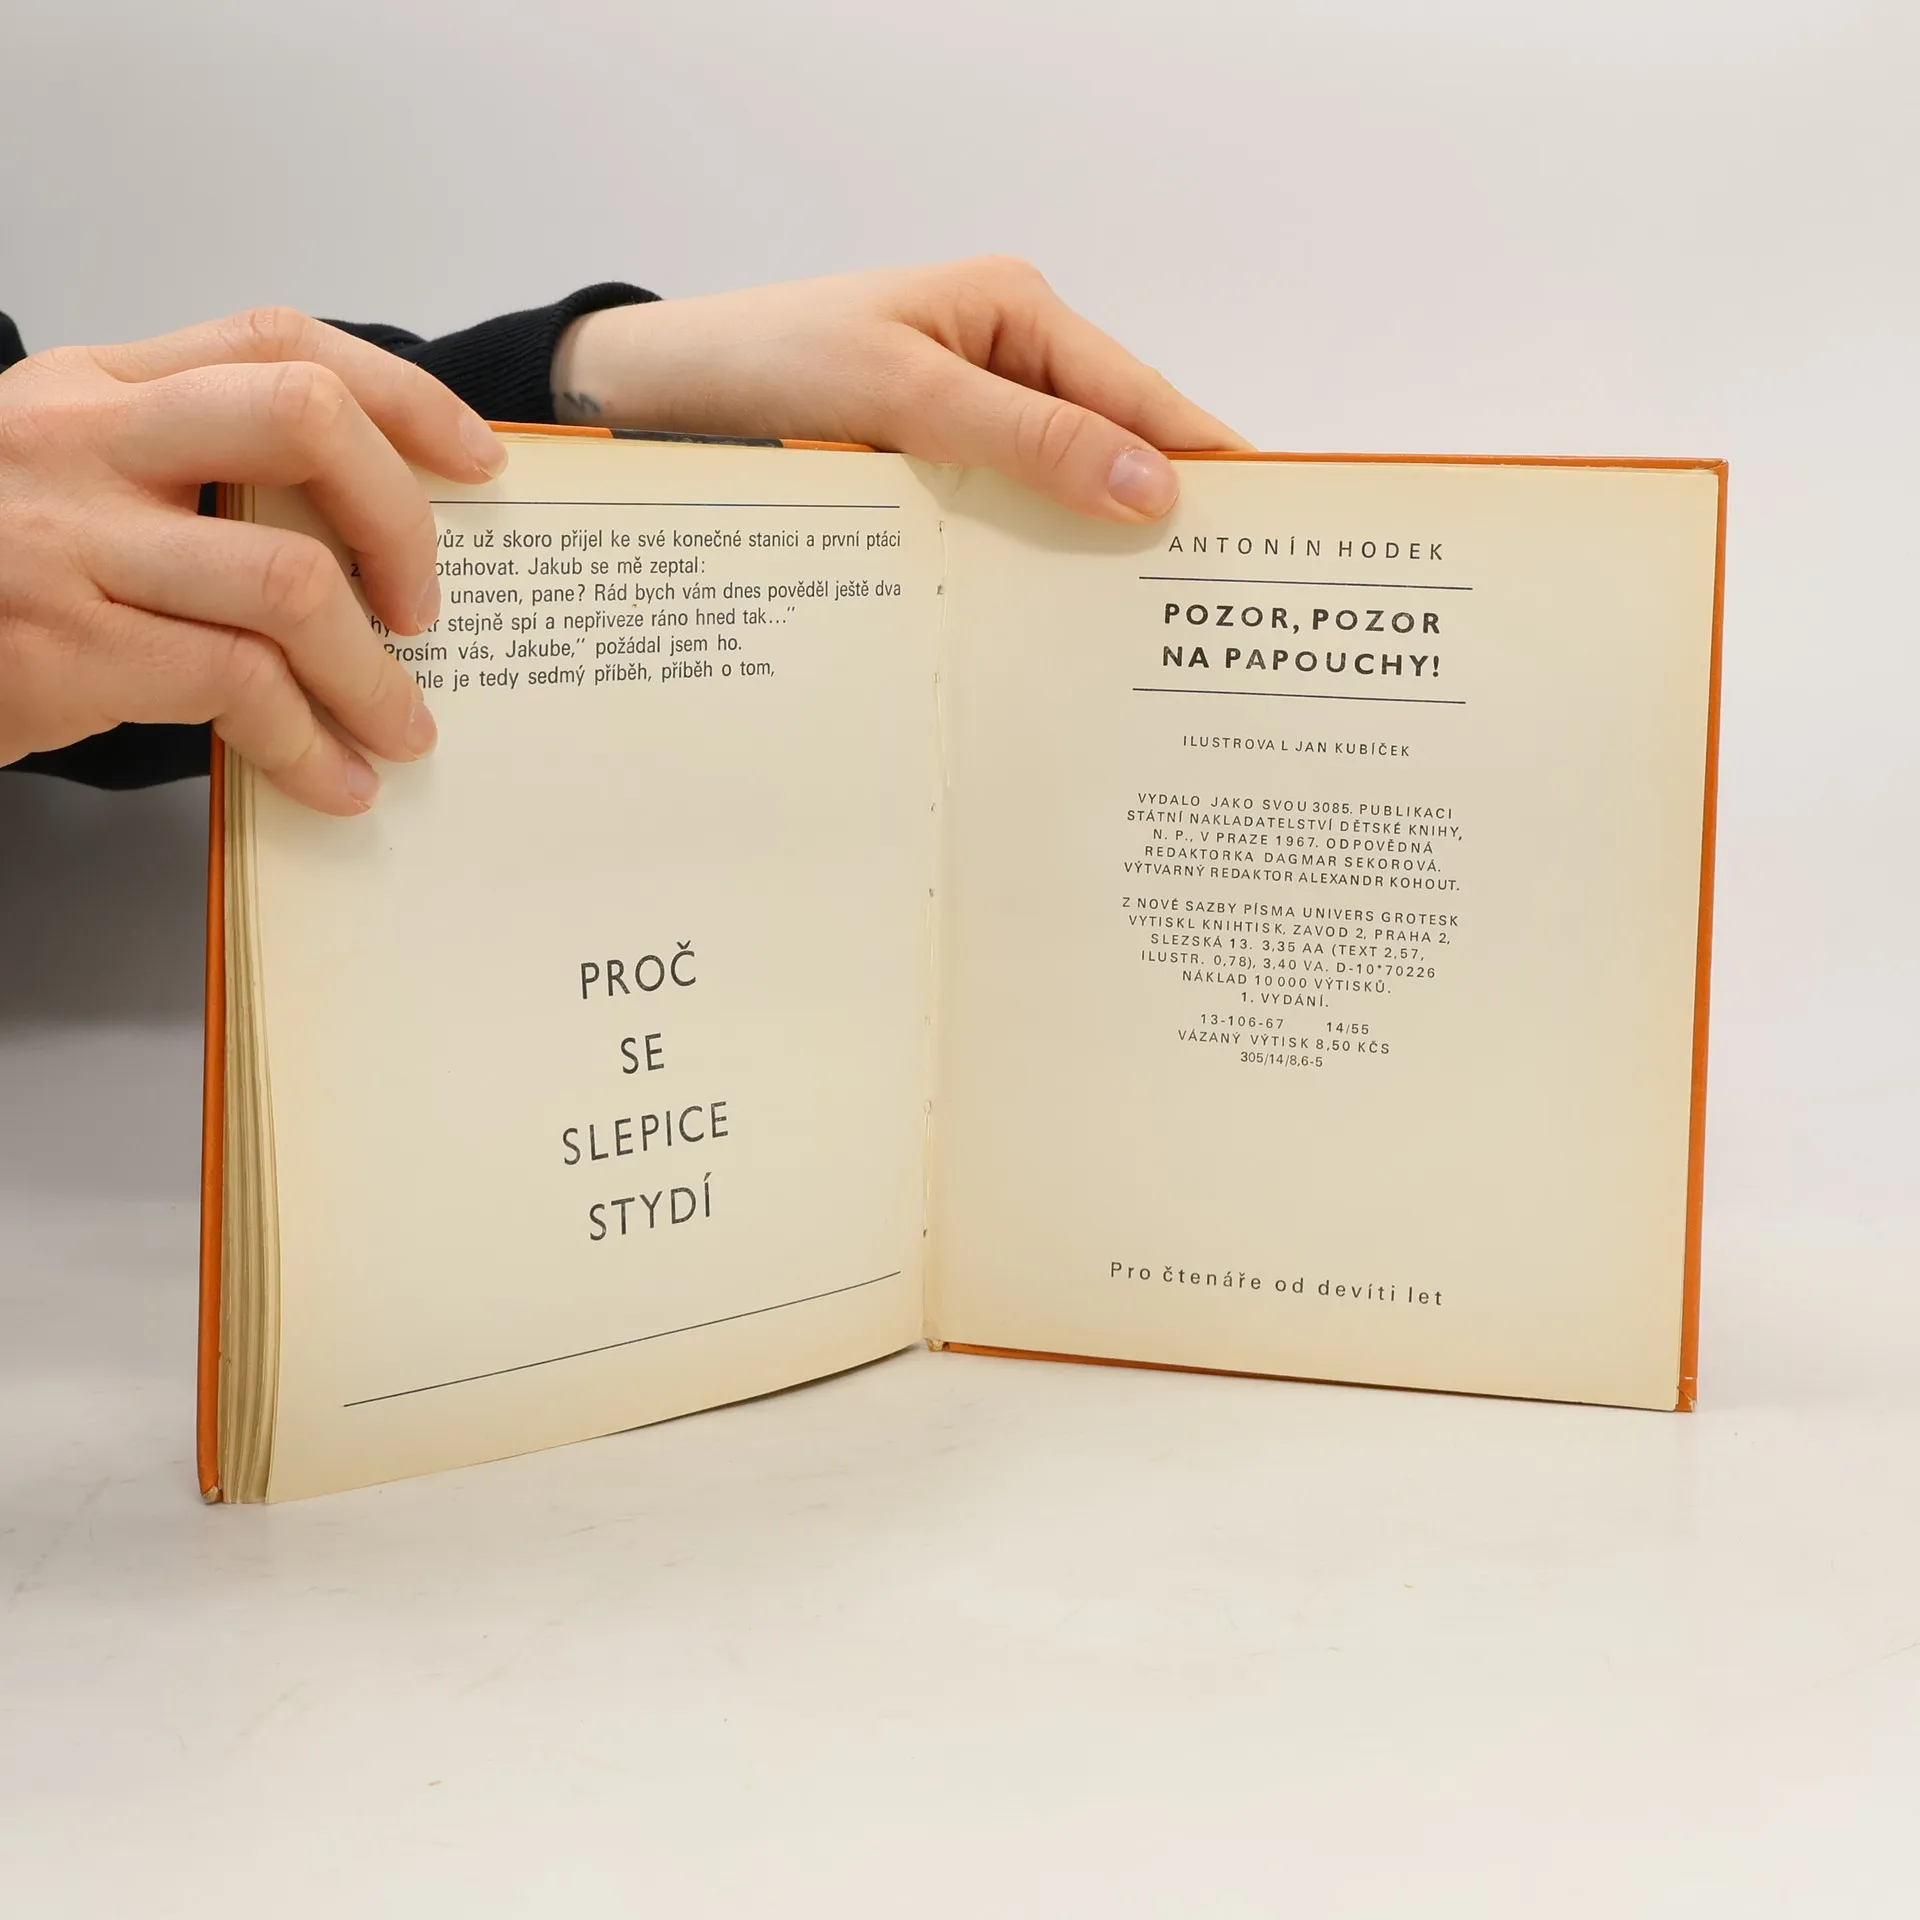 už skoro přijel ke své konečné stanici a první ptáci
Jakub se mě zeptal:
unaven, pane? Rád bych vám dnes pověděl ještě dva
stejně spí a nepřiveze ráno hned tak..."
Prosím vás, Jakube," požádal jsem ho.
je tedy sedmý příběh, příběh o tom,
PROČ
SE
SLEPICE
STYDÍ
ANTONÍN HODEK
POZOR, POZOR
NA PAPOUCHY!
ILUSTROVAL JAN KUBÍČEK
VYDALO JAKO SVOU 3085. PUBLIKACI
STÁTNÍ NAKLADATELSTVÍ DĚTSKÉ KNIHY,
N. P., V PRAZE 1967. ODPOVĚDNÁ
REDAKTORKA DAGMAR SEKOROVÁ.
VÝTVARNÝ REDAKTOR ALEXANDR KOHOUT.
Z NOVÉ SAZBY PÍSMA UNIVERS GROTESK
VYTISKL KNIHTISK, ZÁVOD 2, PRAHA 2,
SLEZSKÁ 13. 3,35 AA (TEXT 2,57,
ILUSTR. 0,78), 3,40 VA. D-10*70226
NÁKLAD 10 000 VÝTISKŮ.
1. VYDÁNÍ.
13-106-67 14/55
VÁZANÝ VÝTISK 8,50 KČS
305/14/8,6-5
Pro čtenáře od devíti let